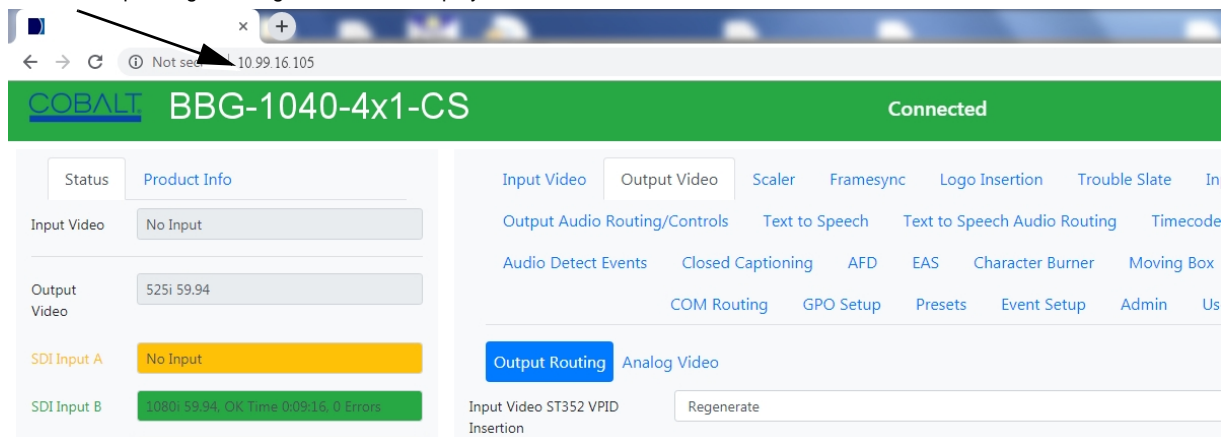 Not sec 10.99.16.105
COBALT BBG-1040-4x1-CS Connected
Status Product Info
Input Video No Input
Output Video 525i 59.94
SDI Input A No Input
SDI Input B 1080i 59.94, OK Time 0:09:16, 0 Errors
Input Video Output Video Scaler Framesync Logo Insertion Trouble Slate In
Output Audio Routing/Controls Text to Speech Text to Speech Audio Routing Timecode
Audio Detect Events Closed Captioning AFD EAS Character Burner Moving Box
COM Routing GPO Setup Presets Event Setup Admin Us
Output Routing Analog Video
Input Video ST352 VPID Regenerate
Insertion